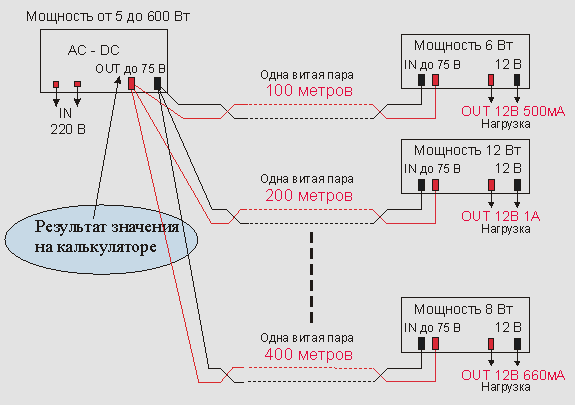 Мощность от 5 до 600 Вт
AC - DC
OUT до 75 В
IN
220 В
Результат значения
на калькуляторе
Одна витая пара
100 метров
Мощность 6 Вт
IN до 75 В
12 В
OUT 12В 500мА
Нагрузка
Одна витая пара
200 метров
Мощность 12 Вт
IN до 75 В
12 В
OUT 12В 1А
Нагрузка
Одна витая пара
400 метров
Мощность 8 Вт
IN до 75 В
12 В
OUT 12В 660мА
Нагрузка